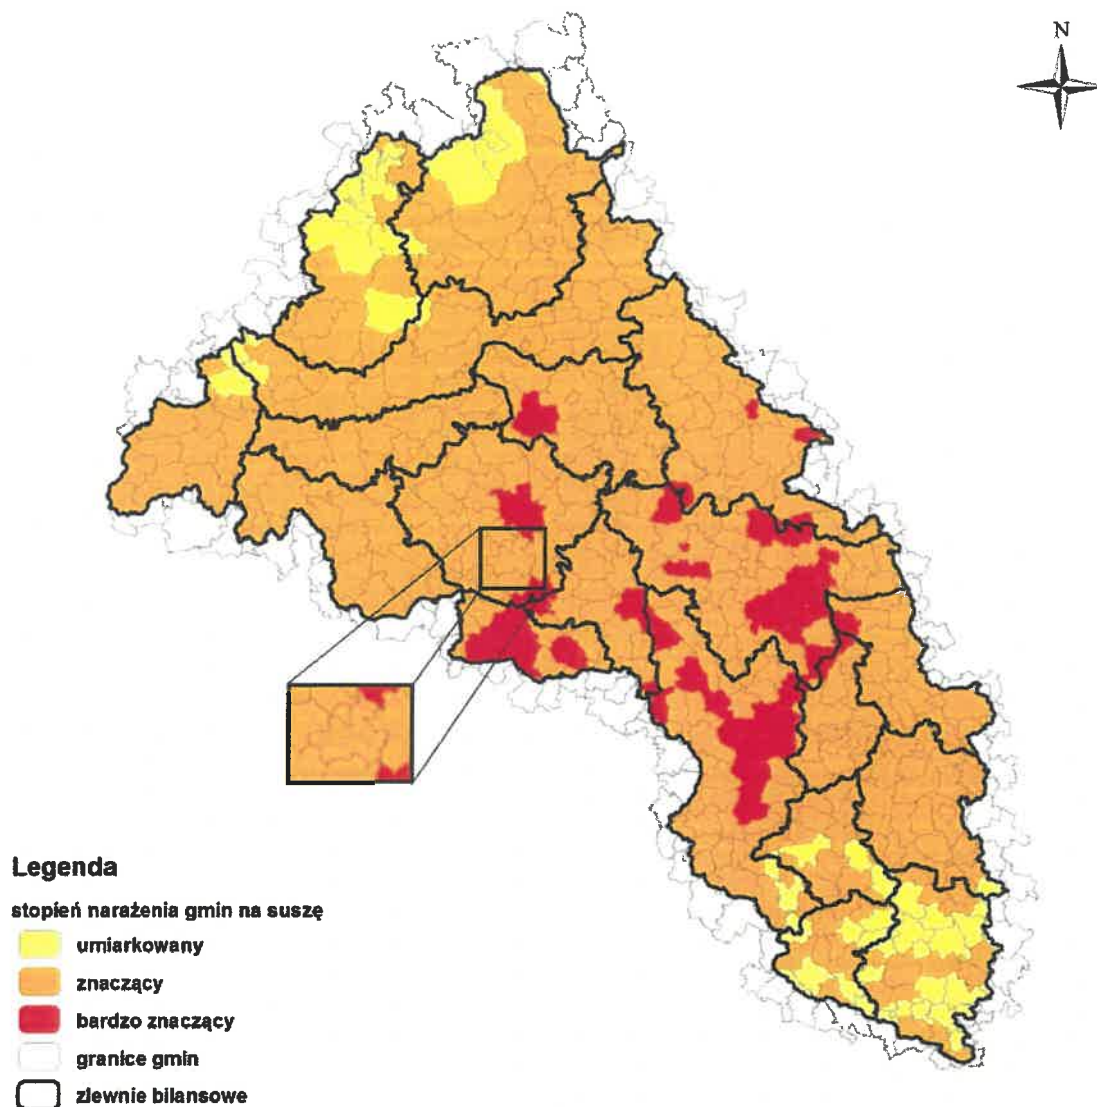 N
Legenda
stopień narażenia gmin na suszę
umiarkowany
znaczący
bardzo znaczący
granice gmin
zlewnie bilansowe